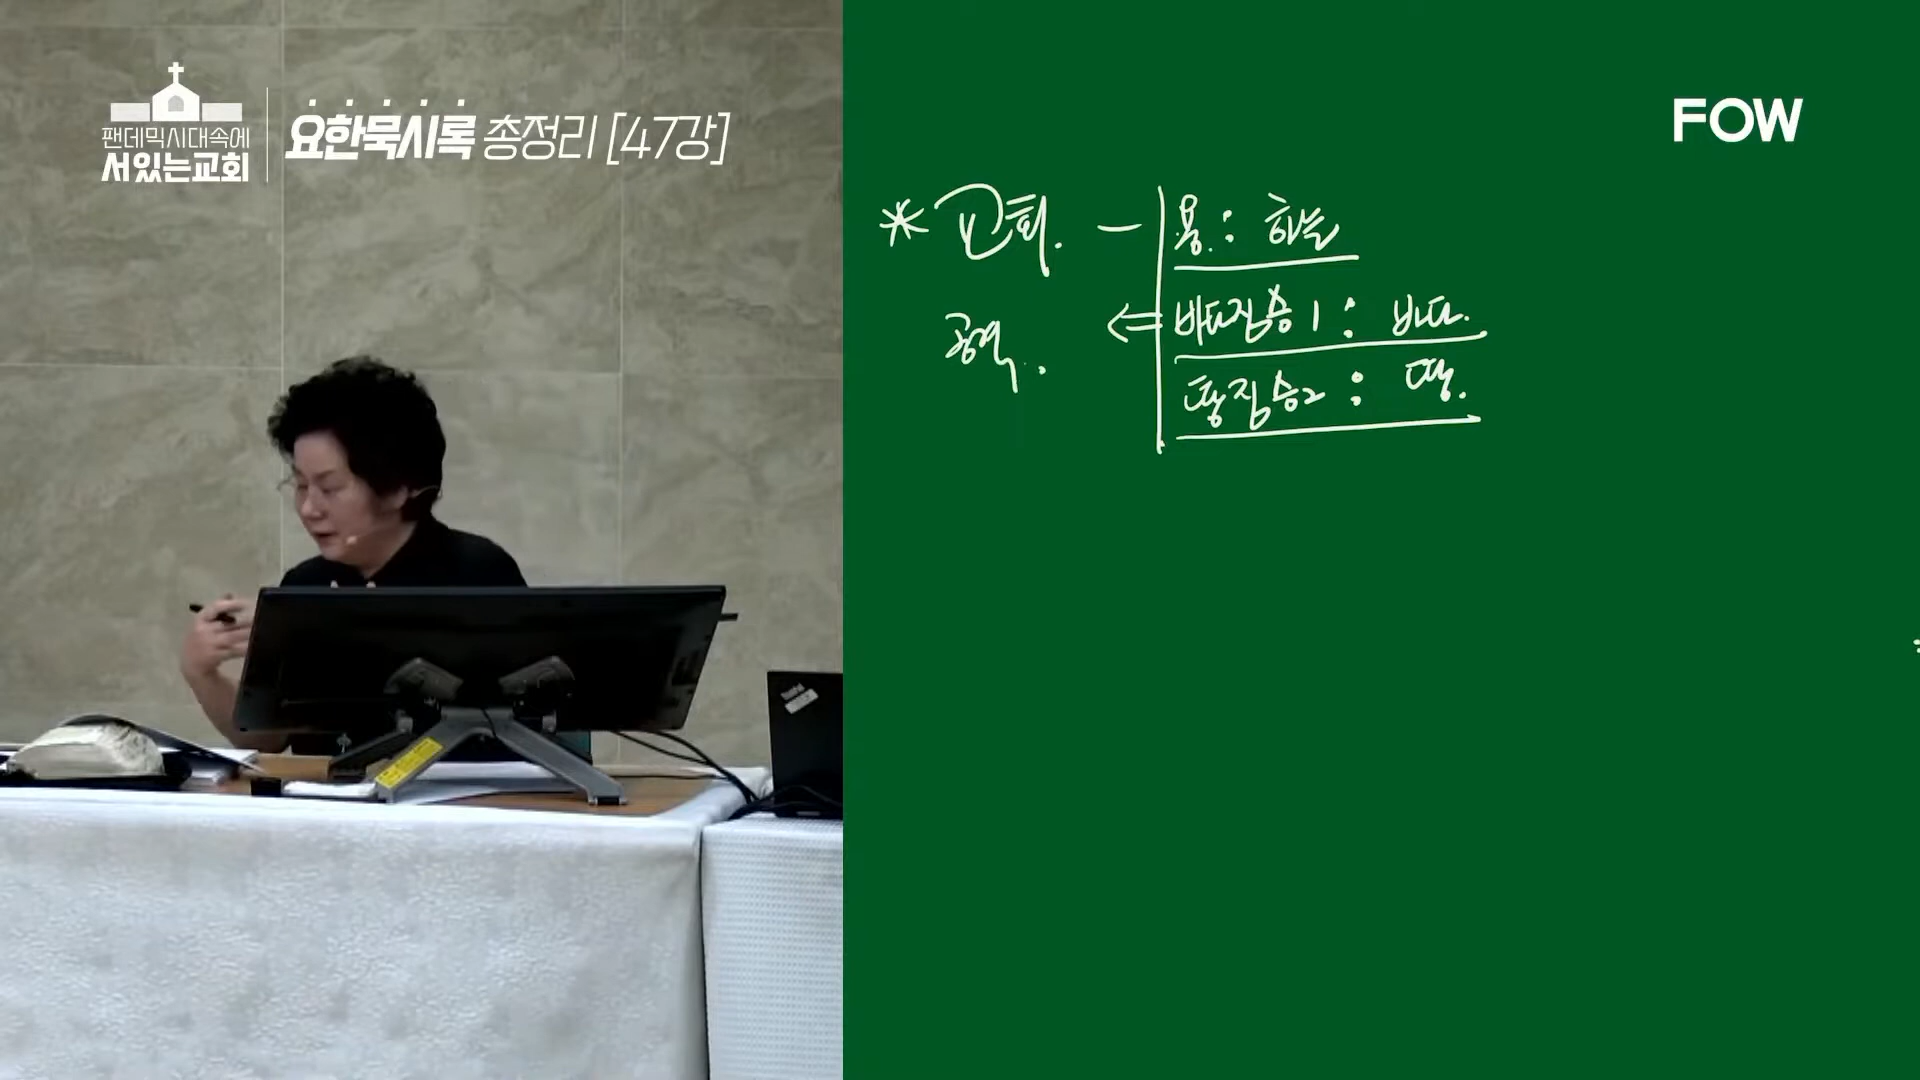 팬데믹시대속에
서있는교회
요한묵시록 총정리 [47강]
FOW
* 교회. – 용: 하늘
공격. ⇐ 바다짐승1: 바다.
땅짐승2: 땅.